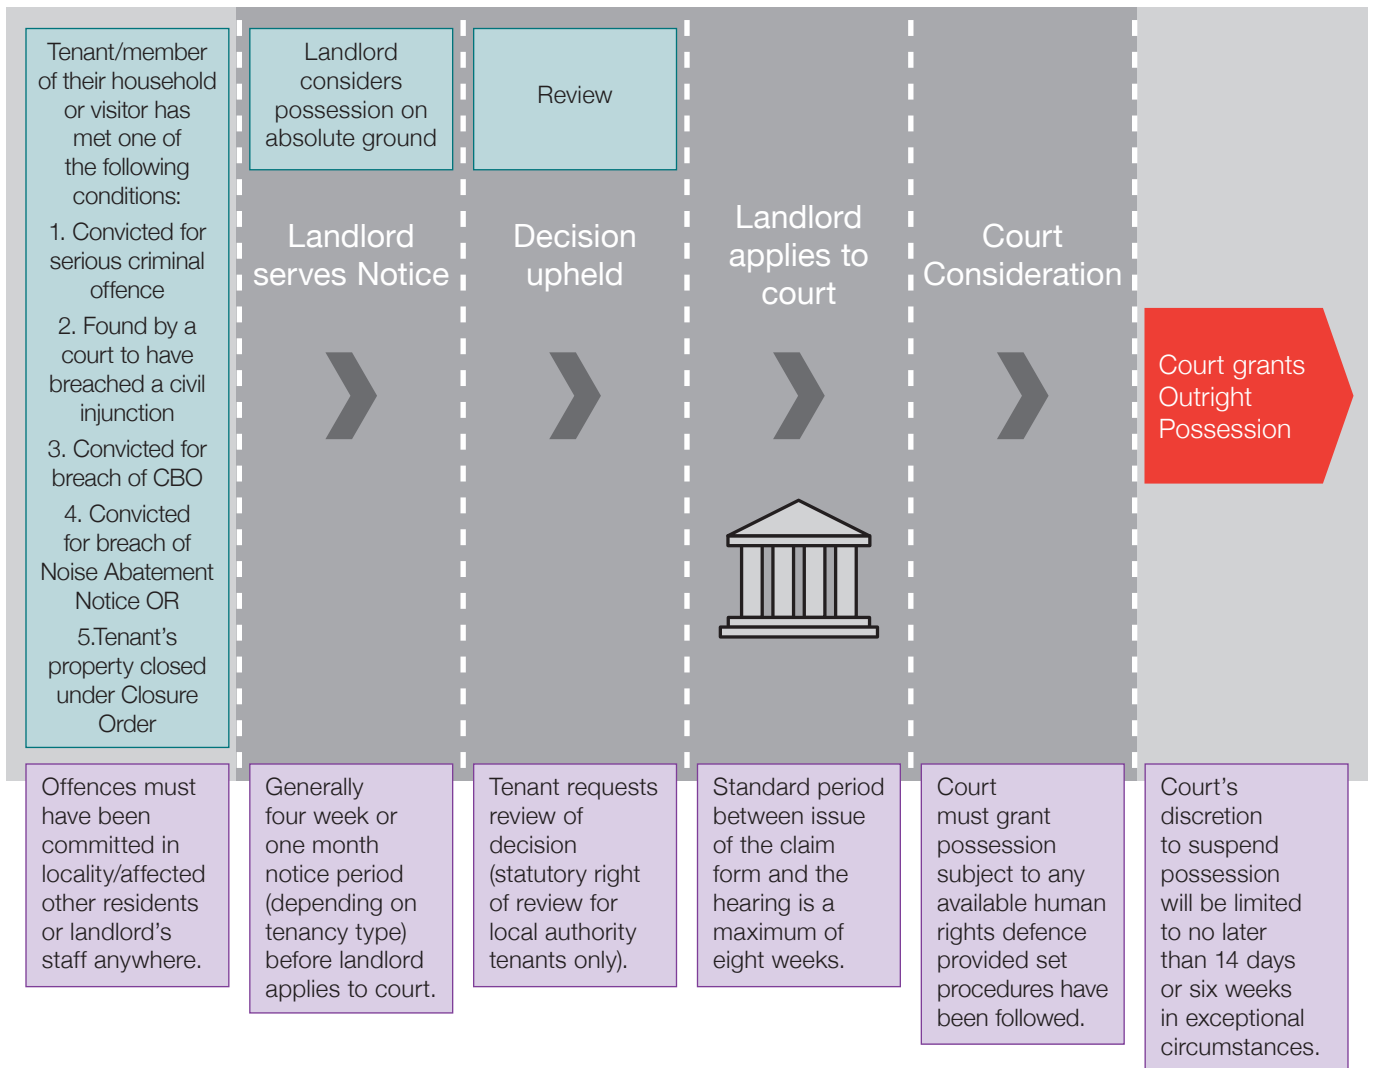 Tenant/member
of their household
or visitor has
met one of
the following
conditions:
1. Convicted for
serious criminal
offence
2. Found by a
court to have
breached a civil
injunction
3. Convicted for
breach of CBO
4. Convicted
for breach of
Noise Abatement
Notice OR
5.Tenant's
property closed
under Closure
Order
Offences must
have been
committed in
locality/affected
other residents
or landlord's
staff anywhere.
Landlord
considers
possession on
absolute ground
Landlord
serves Notice
Generally
four week or
one month
notice period
(depending on
tenancy type)
before landlord
applies to court.
Review
Decision
upheld
Tenant requests
review of
decision
(statutory right
of review for
local authority
tenants only).
Landlord
applies to
court
Standard period
between issue
of the claim
form and the
hearing is a
maximum of
eight weeks.
Court
Consideration
Court
must grant
possession
subject to any
available human
rights defence
provided set
procedures have
been followed.
Court grants
Outright
Possession
Court's
discretion
to suspend
possession
will be limited
to no later
than 14 days
or six weeks
in exceptional
circumstances.